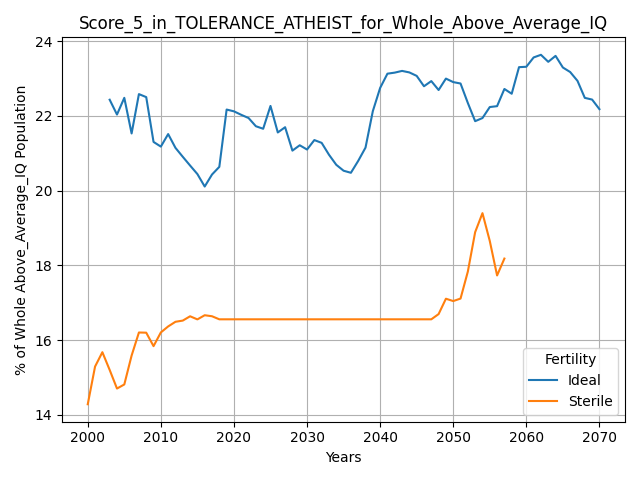 Score_5_in_TOLERANCE_ATHEIST_for_Whole_Above_Average_IQ
% of Whole Above_Average_IQ Population
24
22
20
18
16
14
2000 2010 2020 2030 2040 2050 2060 2070
Years
Fertility
Ideal
Sterile